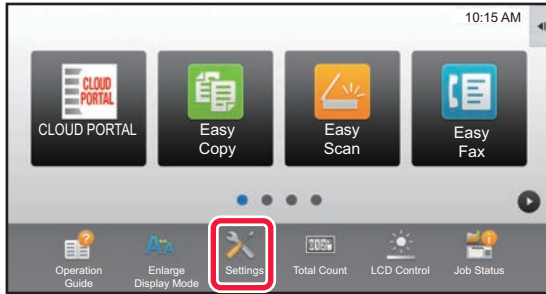 10:15 AM
CLOUD
PORTAL
CLOUD PORTAL
Easy
Copy
Easy
Scan
Easy
Fax
Operation
Guide
Enlarge
Display Mode
Settings
Total Count
LCD Control
Job Status